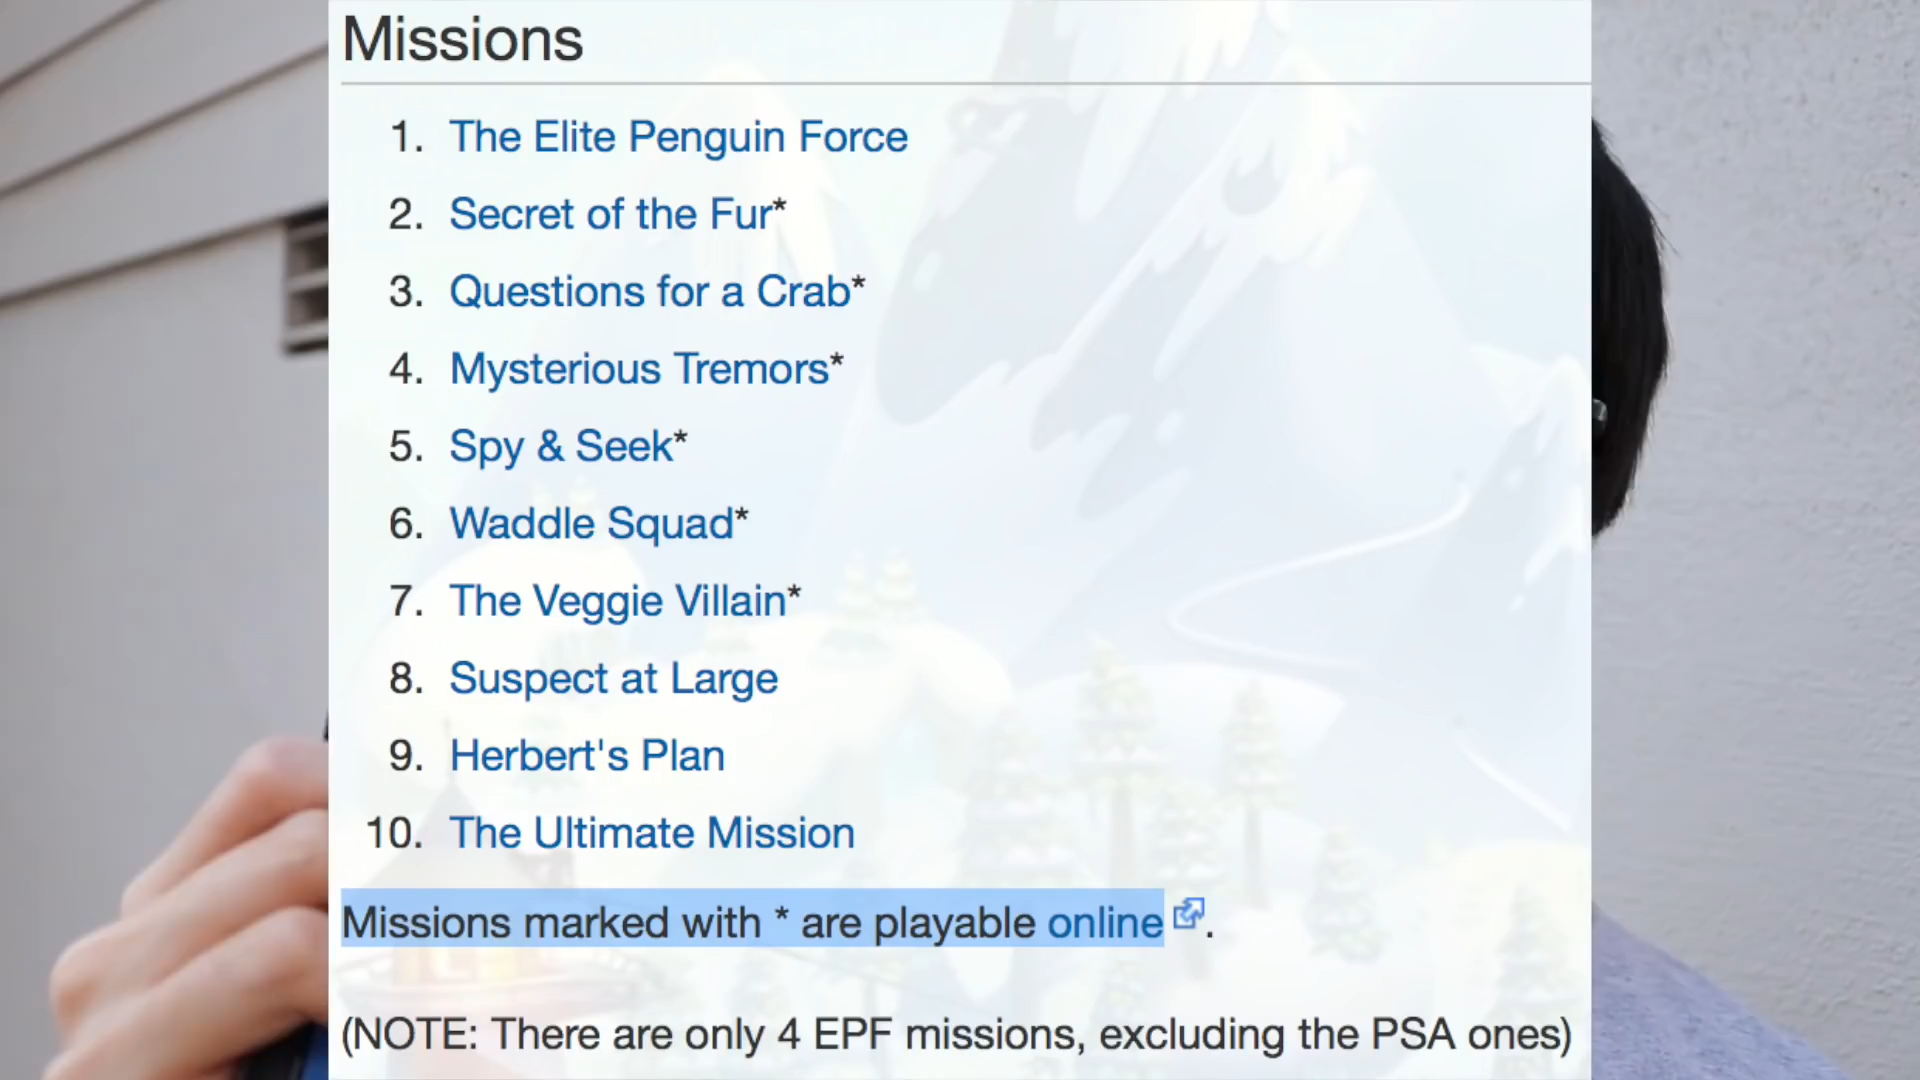 Missions
1. The Elite Penguin Force
2. Secret of the Fur*
3. Questions for a Crab*
4. Mysterious Tremors*
5. Spy & Seek*
6. Waddle Squad*
7. The Veggie Villain*
8. Suspect at Large
9. Herbert's Plan
10. The Ultimate Mission
Missions marked with * are playable online.
(NOTE: There are only 4 EPF missions, excluding the PSA ones)